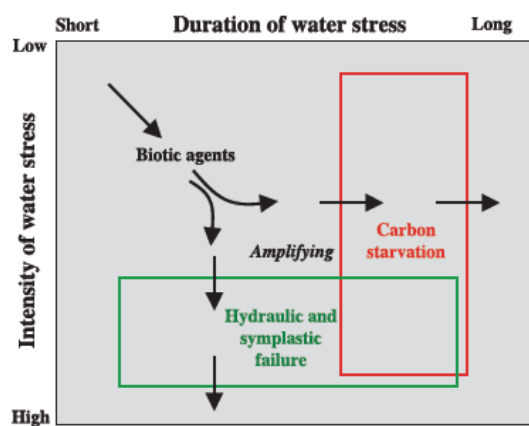 Short Duration of water stress Long
Low
Intensity of water stress
Biotic agents
Carbon
starvation
Amplifying
Hydraulic and
symplastic
failure
High